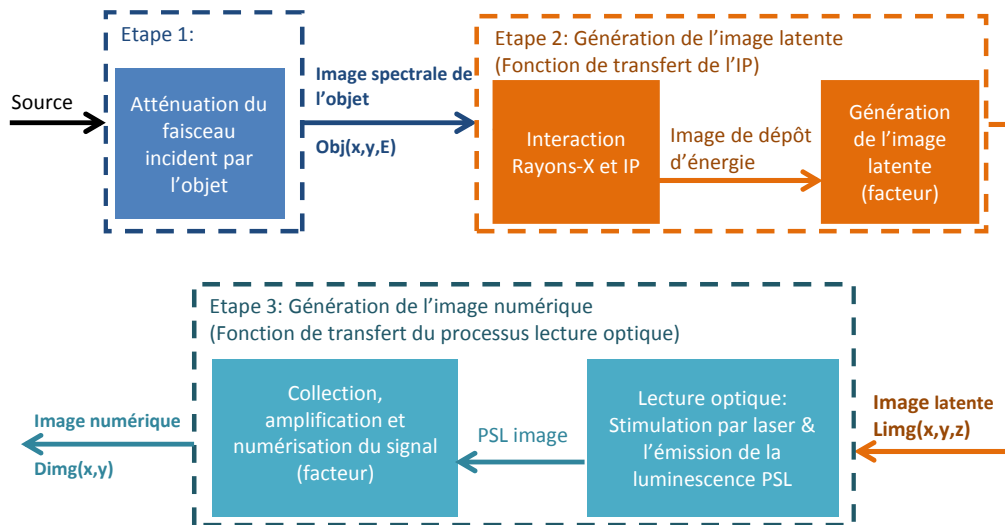 Etape 1:
Source
Atténuation du
faisceau
incident par
l'objet
Image spectrale de
l'objet
Obj(x,y,E)
Etape 2: Génération de l'image latente
(Fonction de transfert de l'IP)
Interaction
Rayons-X et IP
Image de dépôt
d'énergie
Génération
de l'image
latente
(facteur)
Etape 3: Génération de l'image numérique
(Fonction de transfert du processus lecture optique)
Image numérique
Dimg(x,y)
Collection,
amplification et
numérisation du signal
(facteur)
PSL image
Lecture optique:
Stimulation par laser &
l'émission de la
luminescence PSL
Image latente
Limg(x,y,z)